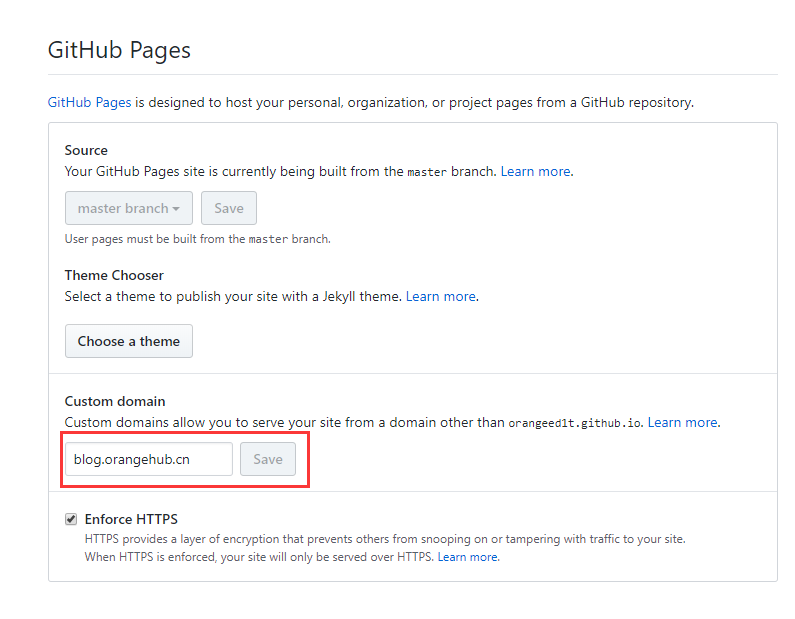 GitHub Pages
GitHub Pages is designed to host your personal, organization, or project pages from a GitHub repository.
Source
Your GitHub Pages site is currently being built from the master branch. Learn more.
master branch Save
User pages must be built from the master branch.
Theme Chooser
Select a theme to publish your site with a Jekyll theme. Learn more.
Choose a theme
Custom domain
Custom domains allow you to serve your site from a domain other than orangeed1t.github.io. Learn more.
blog.orangehub.cn Save
Enforce HTTPS
HTTPS provides a layer of encryption that prevents others from snooping on or tampering with traffic to your site.
When HTTPS is enforced, your site will only be served over HTTPS. Learn more.